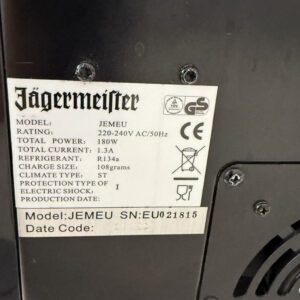 Jägermeister
MODEL: JEMEU
RATING: 220-240V AC/50Hz
TOTAL POWER: 180W
TOTAL CURRENT: 1.3A
REFRIGERANT: R134a
CHARGE SIZE: 108grams
CLIMATE TYPE: ST
PROTECTION TYPE OF
ELECTRIC SHOCK: I
PRODUCTION DATE:
Model:JEMEU SN:EU021815
Date Code:
GS